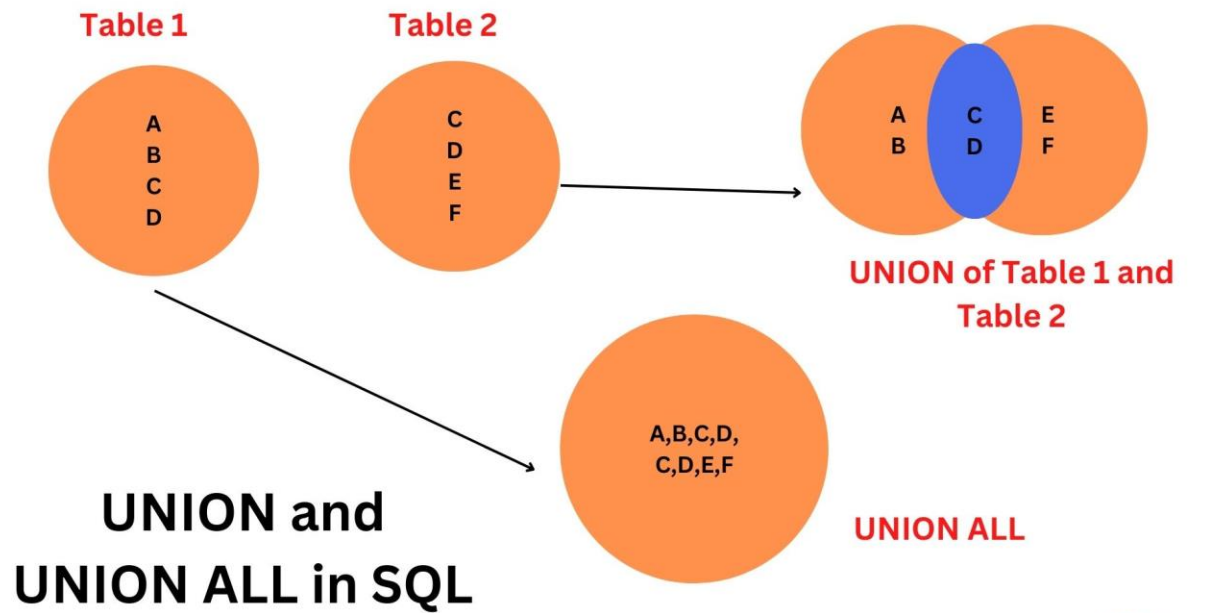 Table 1
A
B
C
D
Table 2
C
D
E
F
A
B
C
D
E
F
UNION of Table 1 and
Table 2
A,B,C,D,
C,D,E,F
UNION ALL
UNION and
UNION ALL in SQL